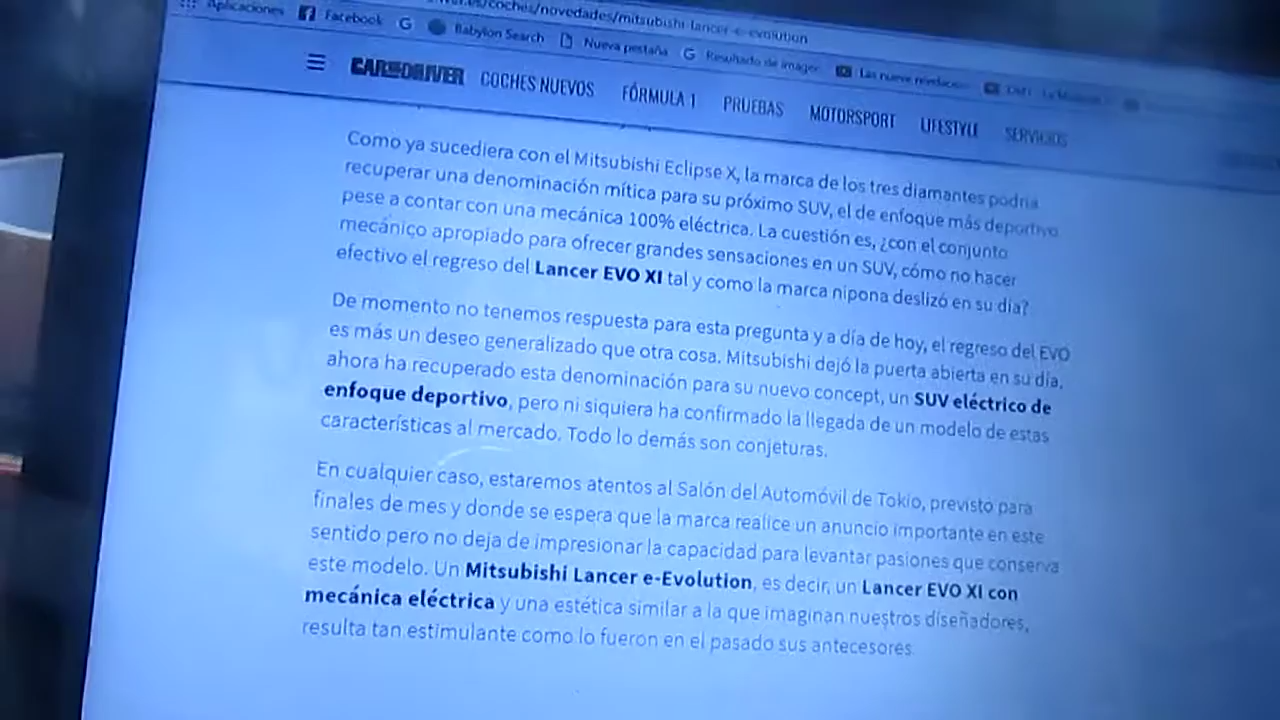 /coches/novedades/mitsubishi-lancer-e-evolution
Aplicaciones Facebook G Babylon Search Nueva pestaña G Resultado de imagen Las nueve
CAR AND DRIVER COCHES NUEVOS FÓRMULA 1 PRUEBAS MOTORSPORT LIFESTYLE SERVICIOS
Como ya sucediera con el Mitsubishi Eclipse X, la marca de los tres diamantes podría
recuperar una denominación mítica para su próximo SUV, el de enfoque más deportivo
pese a contar con una mecánica 100% eléctrica. La cuestión es, ¿con el conjunto
mecánico apropiado para ofrecer grandes sensaciones en un SUV, cómo no hacer
efectivo el regreso del Lancer EVO XI tal y como la marca nipona deslizó en su día?
De momento no tenemos respuesta para esta pregunta y a día de hoy, el regreso del EVO
es más un deseo generalizado que otra cosa. Mitsubishi dejó la puerta abierta en su día,
ahora ha recuperado esta denominación para su nuevo concept, un SUV eléctrico de
enfoque deportivo, pero ni siquiera ha confirmado la llegada de un modelo de estas
características al mercado. Todo lo demás son conjeturas.
En cualquier caso, estaremos atentos al Salón del Automóvil de Tokio, previsto para
finales de mes y donde se espera que la marca realice un anuncio importante en este
sentido pero no deja de impresionar la capacidad para levantar pasiones que conserva
este modelo. Un Mitsubishi Lancer e-Evolution, es decir, un Lancer EVO XI con
mecánica eléctrica y una estética similar a la que imaginan nuestros diseñadores,
resulta tan estimulante como lo fueron en el pasado sus antecesores.